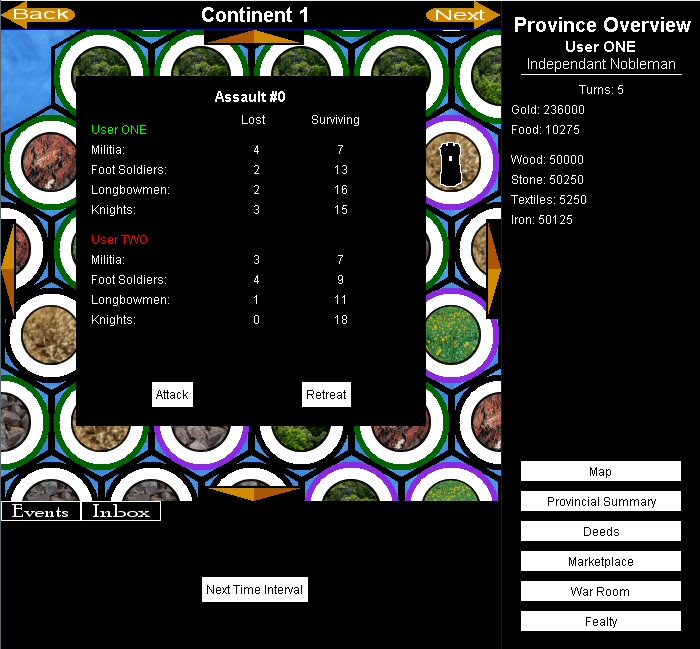 Back
Continent 1
Next
Assault #0
Lost Surviving
User ONE
Militia: 4 7
Foot Soldiers: 2 13
Longbowmen: 2 16
Knights: 3 15
User TWO
Militia: 3 7
Foot Soldiers: 4 9
Longbowmen: 1 11
Knights: 0 18
Attack Retreat
Events Inbox
Next Time Interval
Province Overview
User ONE
Independant Nobleman
Turns: 5
Gold: 236000
Food: 10275
Wood: 50000
Stone: 50250
Textiles: 5250
Iron: 50125
Map
Provincial Summary
Deeds
Marketplace
War Room
Fealty